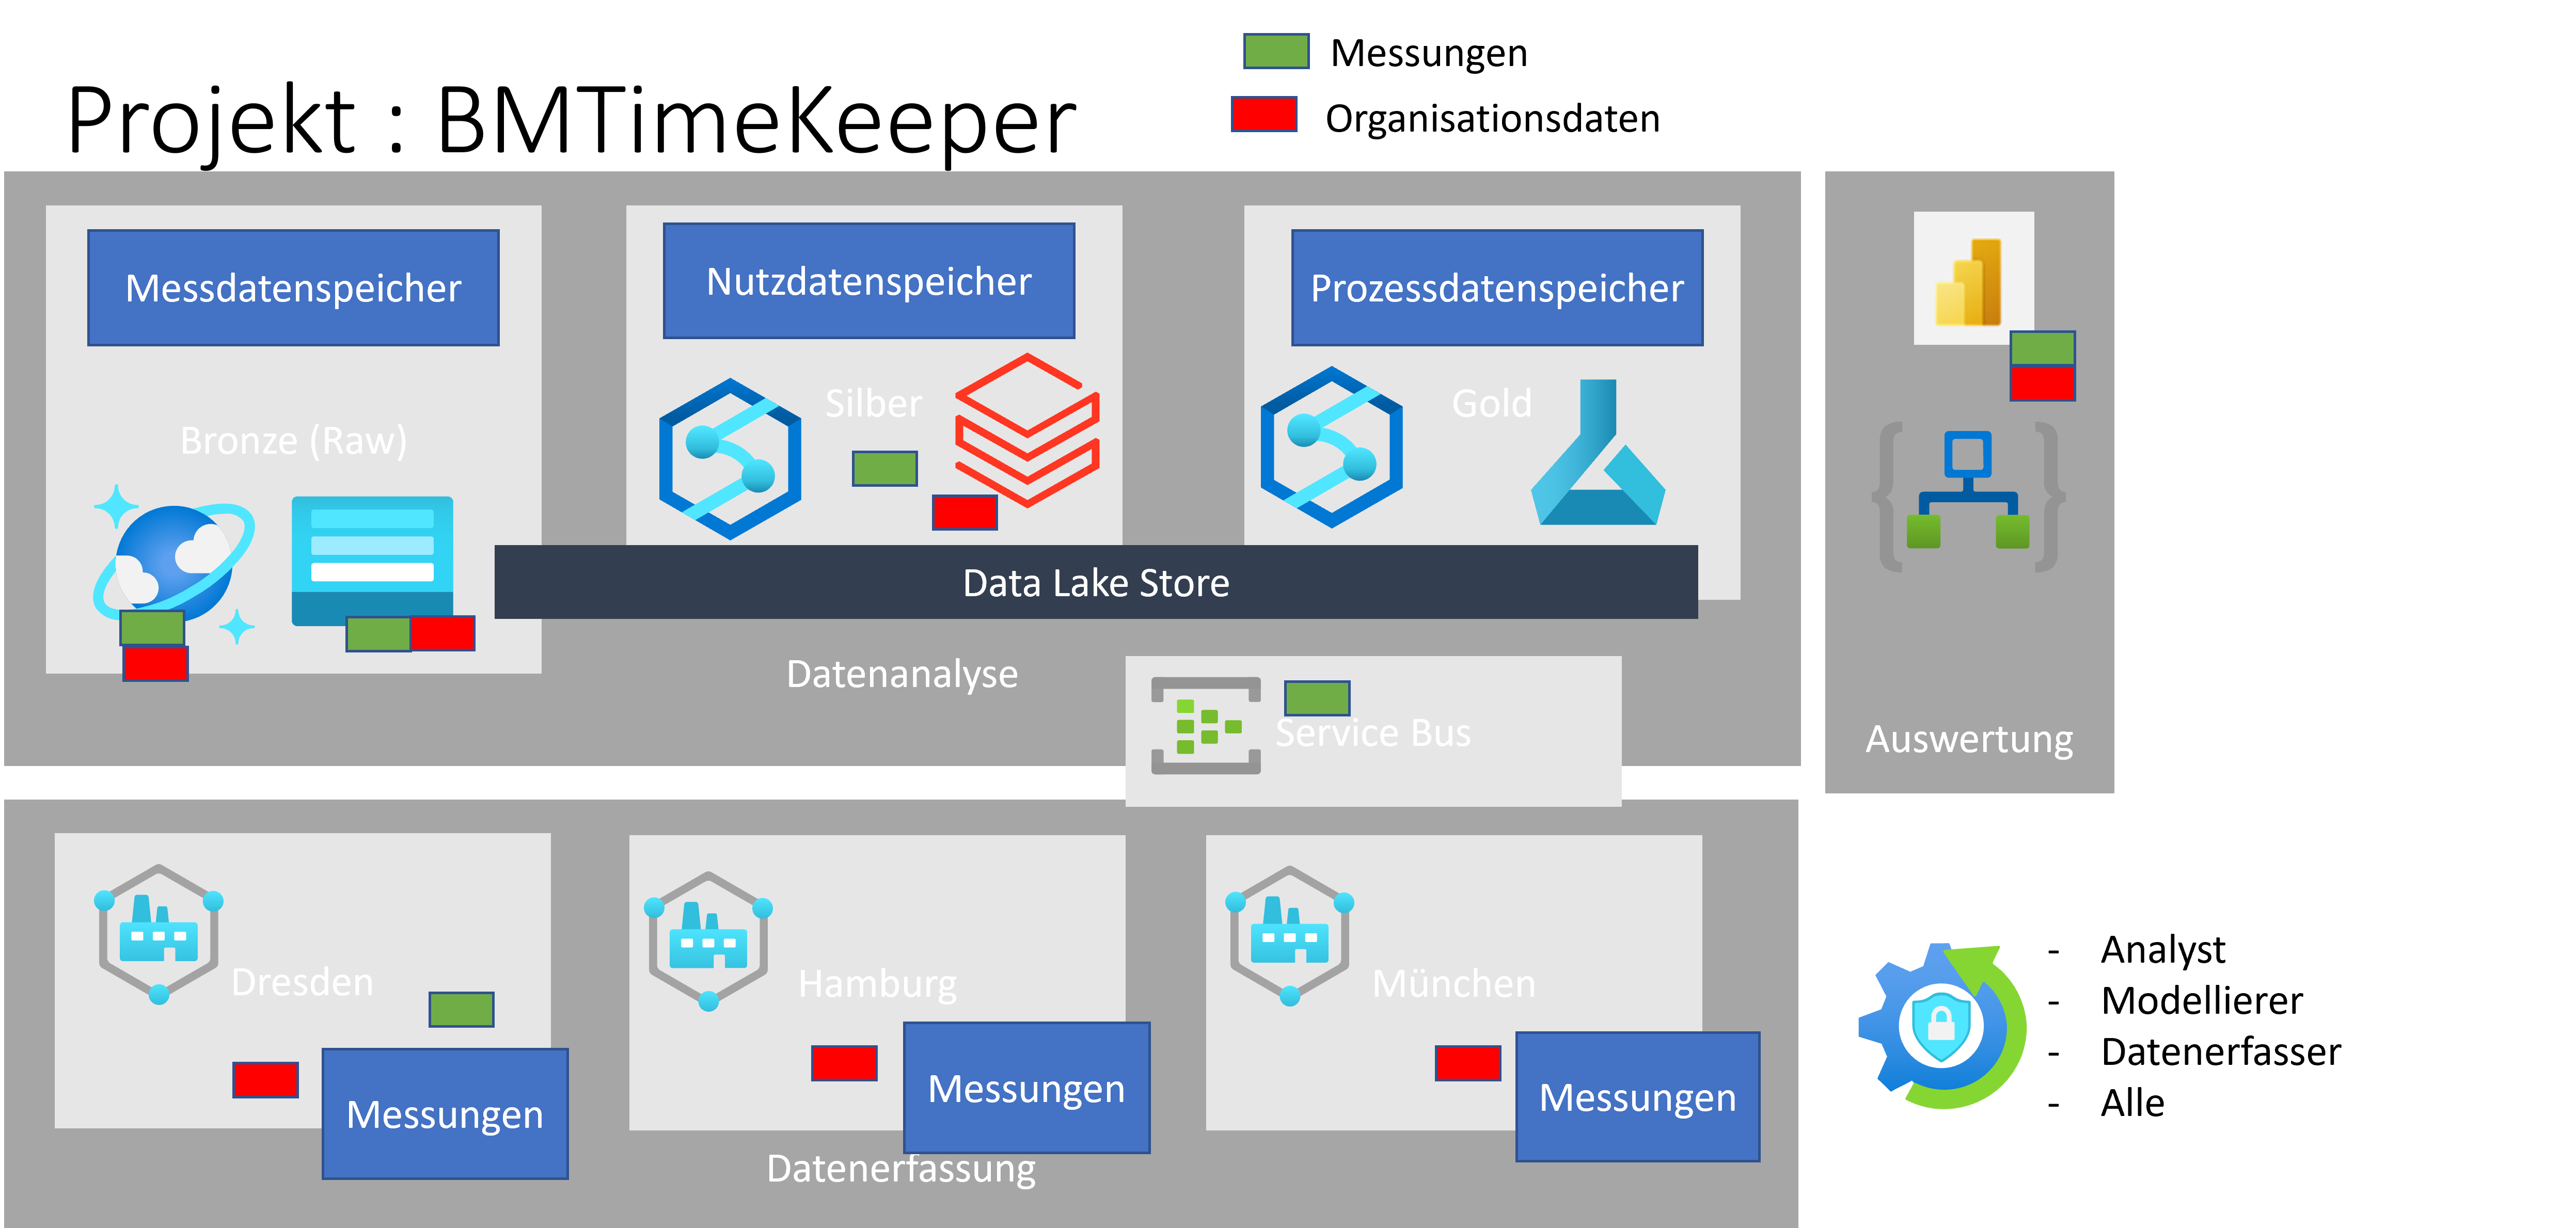 Projekt : BMTimeKeeper
Messungen
Organisationsdaten
Messdatenspeicher
Nutzdatenspeicher
Prozessdatenspeicher
Bronze (Raw)
Silber
Gold
Data Lake Store
Datenanalyse
Service Bus
Auswertung
Dresden
Hamburg
München
Messungen
Messungen
Messungen
Datenerfassung
- Analyst
- Modellierer
- Datenerfasser
- Alle